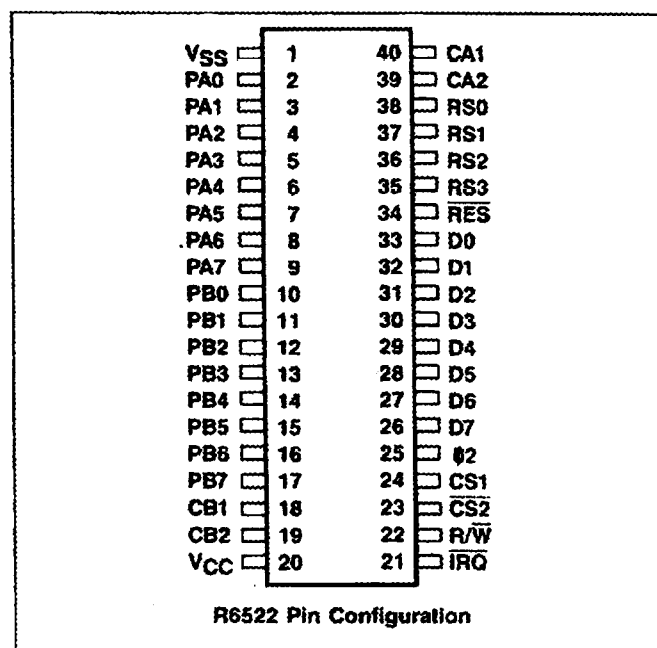 VSS 1 40 CA1
PA0 2 39 CA2
PA1 3 38 RS0
PA2 4 37 RS1
PA3 5 36 RS2
PA4 6 35 RS3
PA5 7 34 R̅E̅S̅
PA6 8 33 D0
PA7 9 32 D1
PB0 10 31 D2
PB1 11 30 D3
PB2 12 29 D4
PB3 13 28 D5
PB4 14 27 D6
PB5 15 26 D7
PB6 16 25 ϕ2
PB7 17 24 CS1
CB1 18 23 C̅S̅2̅
CB2 19 22 R/W̅
VCC 20 21 I̅R̅Q̅
R6522 Pin Configuration